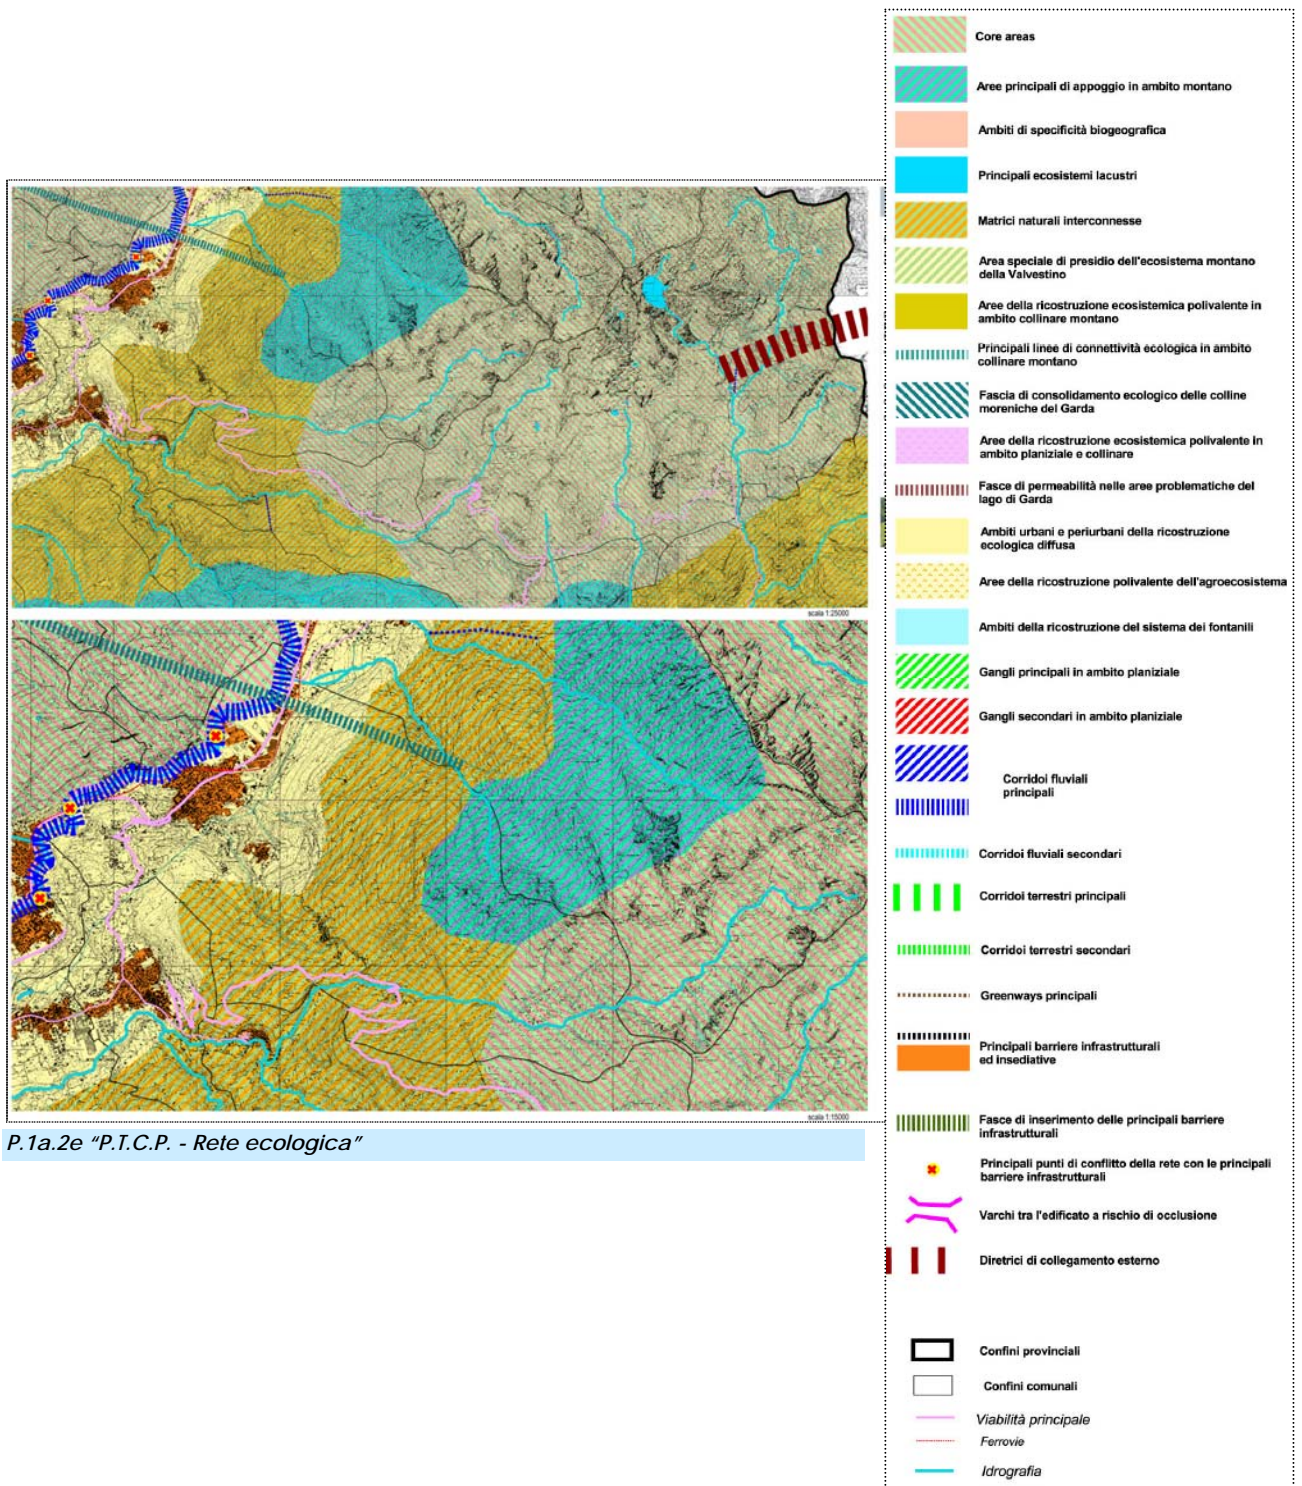 Core areas
Aree principali di appoggio in ambito montano
Ambiti di specificità biogeografica
Principali ecosistemi lacustri
Matrici naturali interconnesse
Area speciale di presidio dell'ecosistema montano
della Valvestino
Aree della ricostruzione ecosistemica polivalente in
ambito collinare montano
Principali linee di connettività ecologica in ambito
collinare montano
Fascia di consolidamento ecologico delle colline
moreniche del Garda
Aree della ricostruzione ecosistemica polivalente in
ambito planiziale e collinare
Fasce di permeabilità nelle aree problematiche del
lago di Garda
Ambiti urbani e periurbani della ricostruzione
ecologica diffusa
Aree della ricostruzione polivalente dell'agroecosistema
Ambiti della ricostruzione del sistema dei fontanili
Gangli principali in ambito planiziale
Gangli secondari in ambito planiziale
Corridoi fluviali
principali
Corridoi fluviali secondari
Corridoi terrestri principali
Corridoi terrestri secondari
Greenways principali
Principali barriere infrastrutturali
ed insediative
Fasce di inserimento delle principali barriere
infrastrutturali
Principali punti di conflitto della rete con le principali
barriere infrastrutturali
Varchi tra l'edificato a rischio di occlusione
Diretrici di collegamento esterno
Confini provinciali
Confini comunali
Viabilità principale
Ferrovie
Idrografia
scala 1:25000
scala 1:15000
P.1a.2e "P.T.C.P. - Rete ecologica"